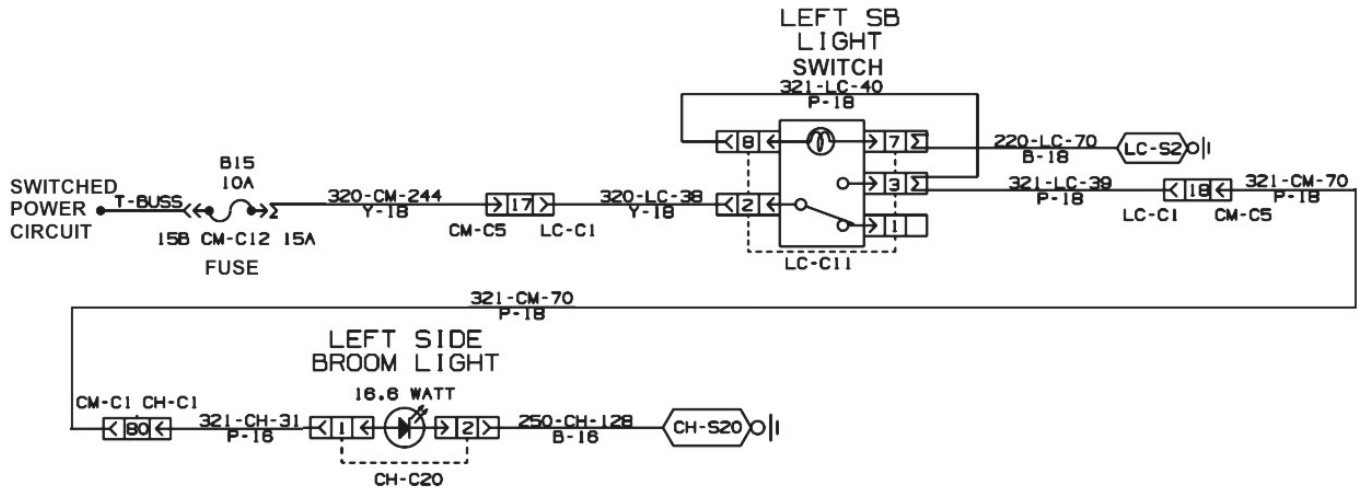 LEFT SB
LIGHT
SWITCH
321-LC-40
P-18
8
7
220-LC-70
B-18
LC-S2
B15
10A
SWITCHED
POWER
CIRCUIT
T-BUSS
15B CM-C12 15A
FUSE
320-CM-244
Y-18
17
CM-C5 LC-C1
320-LC-38
Y-18
2
3
1
LC-C11
321-LC-39
P-18
18
LC-C1 CM-C5
321-CM-70
P-18
321-CM-70
P-18
LEFT SIDE
BROOM LIGHT
16.6 WATT
CM-C1 CH-C1
80
321-CH-31
P-16
1
2
250-CH-128
B-16
CH-S20
CH-C20